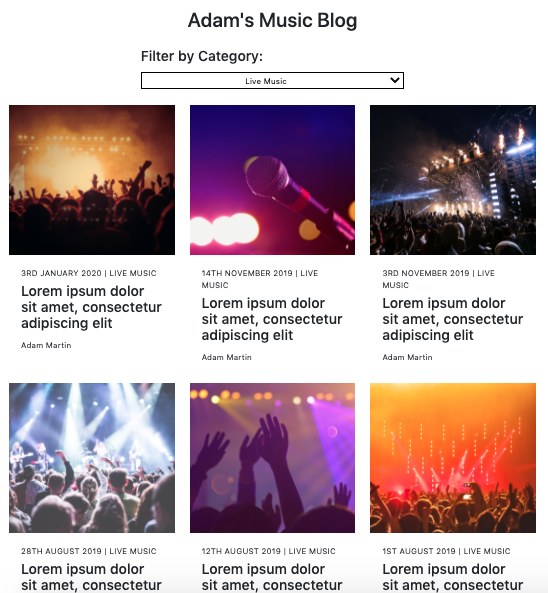 Adam's Music Blog
Filter by Category:
Live Music
3RD JANUARY 2020 | LIVE MUSIC
Lorem ipsum dolor
sit amet, consectetur
adipiscing elit
Adam Martin
14TH NOVEMBER 2019 | LIVE
MUSIC
Lorem ipsum dolor
sit amet, consectetur
adipiscing elit
Adam Martin
3RD NOVEMBER 2019 | LIVE
MUSIC
Lorem ipsum dolor
sit amet, consectetur
adipiscing elit
Adam Martin
28TH AUGUST 2019 | LIVE MUSIC
Lorem ipsum dolor
sit amet, consectetur
12TH AUGUST 2019 | LIVE MUSIC
Lorem ipsum dolor
sit amet, consectetur
1ST AUGUST 2019 | LIVE MUSIC
Lorem ipsum dolor
sit amet, consectetur